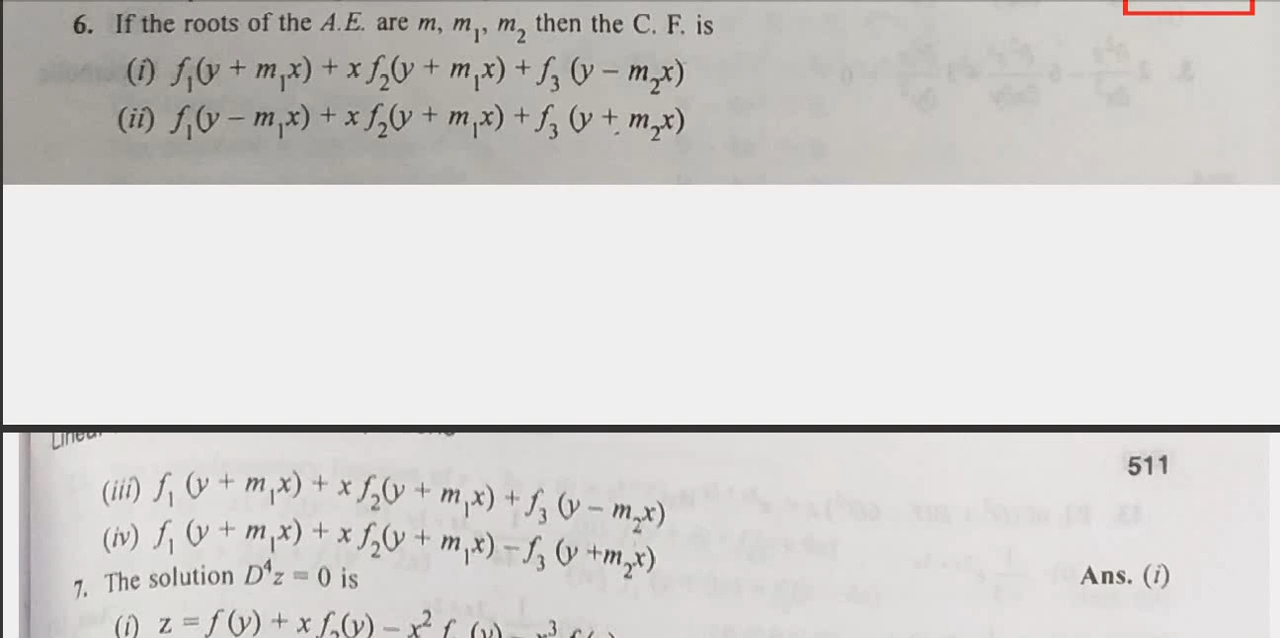 6. If the roots of the A.E. are m, m₁, m₂ then the C. F. is
(i) f₁(y + m₁x) + x f₂(y + m₁x) + f₃ (y – m₂x)
(ii) f₁(y – m₁x) + x f₂(y + m₁x) + f₃ (y + m₂x)
511
(iii) f₁ (y + m₁x) + x f₂(y + m₁x) + f₃ (y – m₂x)
(iv) f₁ (y + m₁x) + x f₂(y + m₁x) – f₃ (y +m₂x)
Ans. (i)
7. The solution D⁴z = 0 is
(i) z = f (y) + x f₂(y) – x² f